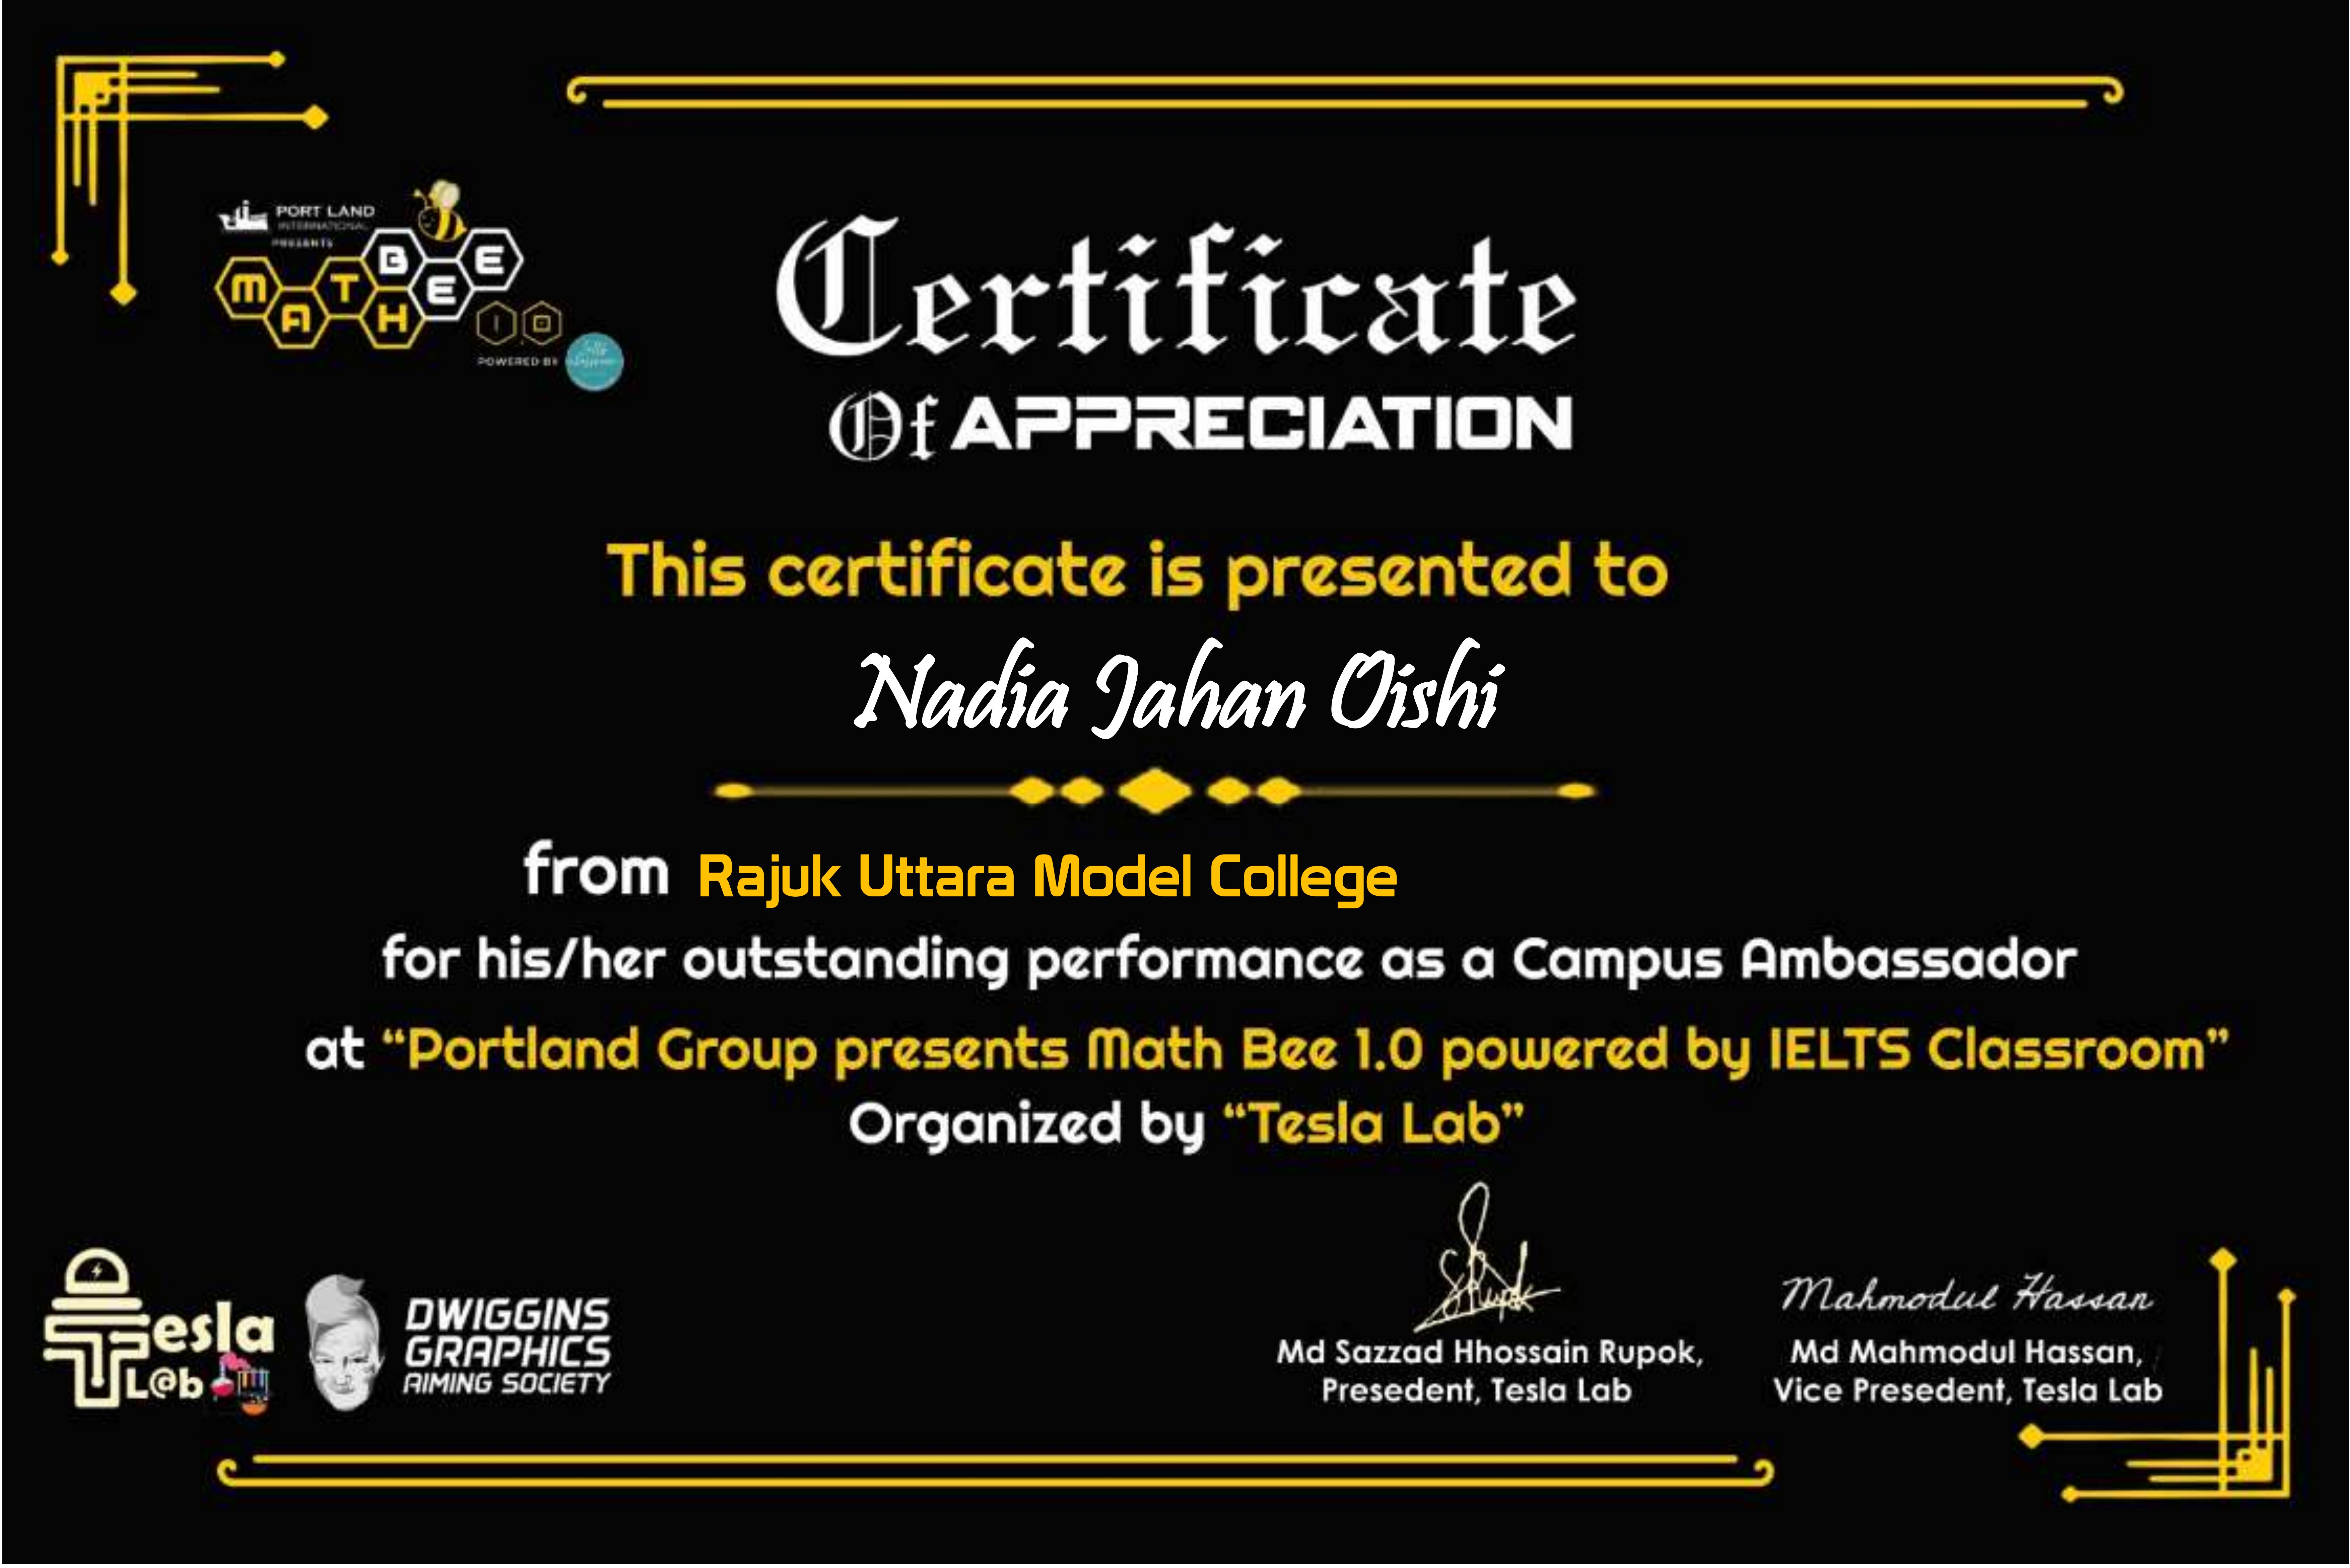 PORT LAND
INTERNATIONAL
PRESENTS
MATH BEE
1.0
POWERED BY
Certificate
Of APPRECIATION
This certificate is presented to
Nadia Jahan Oishi
from Rajuk Uttara Model College
for his/her outstanding performance as a Campus Ambassador
at “Portland Group presents Math Bee 1.0 powered by IELTS Classroom”
Organized by “Tesla Lab”
Tesla
L@b
DWIGGINS
GRAPHICS
AIMING SOCIETY
Mahmodul Hassan
Md Sazzad Hhossain Rupok,
Presedent, Tesla Lab
Md Mahmodul Hassan,
Vice Presedent, Tesla Lab